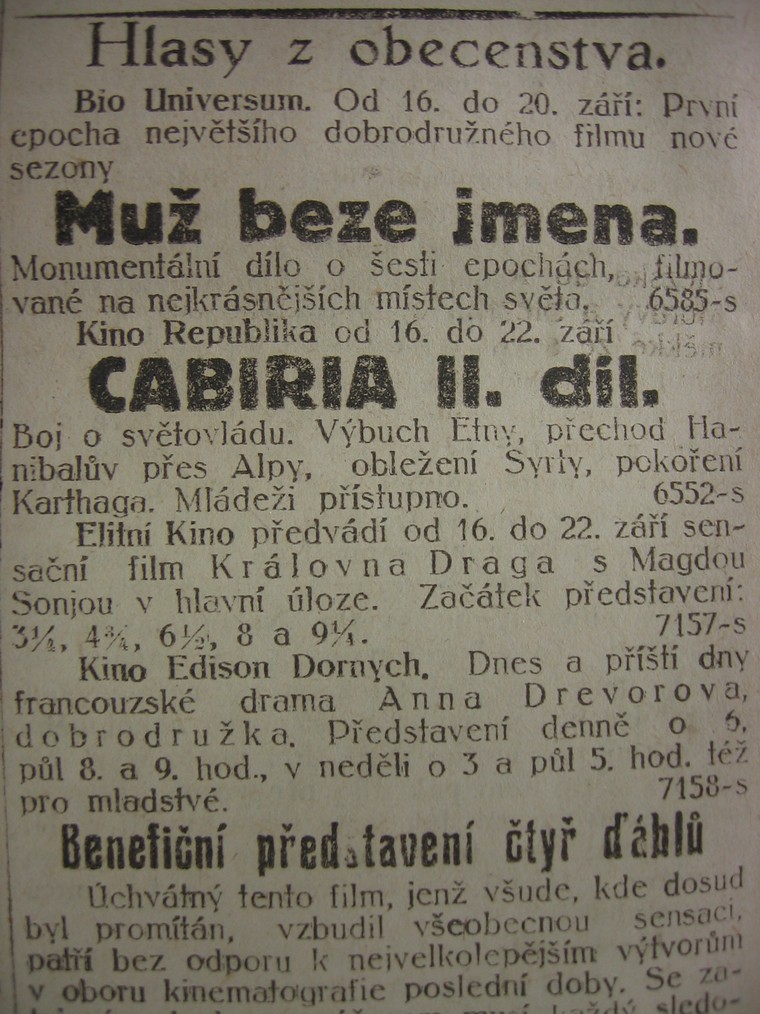 Hlasy z obecenstva.
Bio Universum. Od 16. do 20. září: První
epocha největšího dobrodružného filmu nové
sezony
Muž beze jmena.
Monumentální dílo o šesti epochách, filmo-
vané na nejkrásnějších místech světa. 6585-s
Kino Republika od 16. do 22. září
CABIRIA II. díl.
Boj o světovládu. Výbuch Etny, přechod Ha-
nibalův přes Alpy, obležení Syrty, pokoření
Karthaga. Mládeži přístupno. 6552-s
Elitní Kino předvádí od 16. do 22. září sen-
sační film Královna Draga s Magdou
Sonjou v hlavní úloze. Začátek představení:
3½, 4¾, 6½, 8 a 9¼. 7157-s
Kino Edison Dornych. Dnes a příští dny
francouzské drama Anna Drevorova,
dobrodružka. Představení denně o 6,
půl 8. a 9. hod., v neděli o 3 a půl 5. hod. též
pro mladstvé. 7158-s
Benefiční představení čtyř ďáblů
Úchvátný tento film, jenž všude, kde dosud
byl promítán, vzbudil všeobecnou sensaci,
patří bez odporu k nejvelkolepějším výtvorům
v oboru kinematografie poslední doby. Se za-
musí každý sledo-